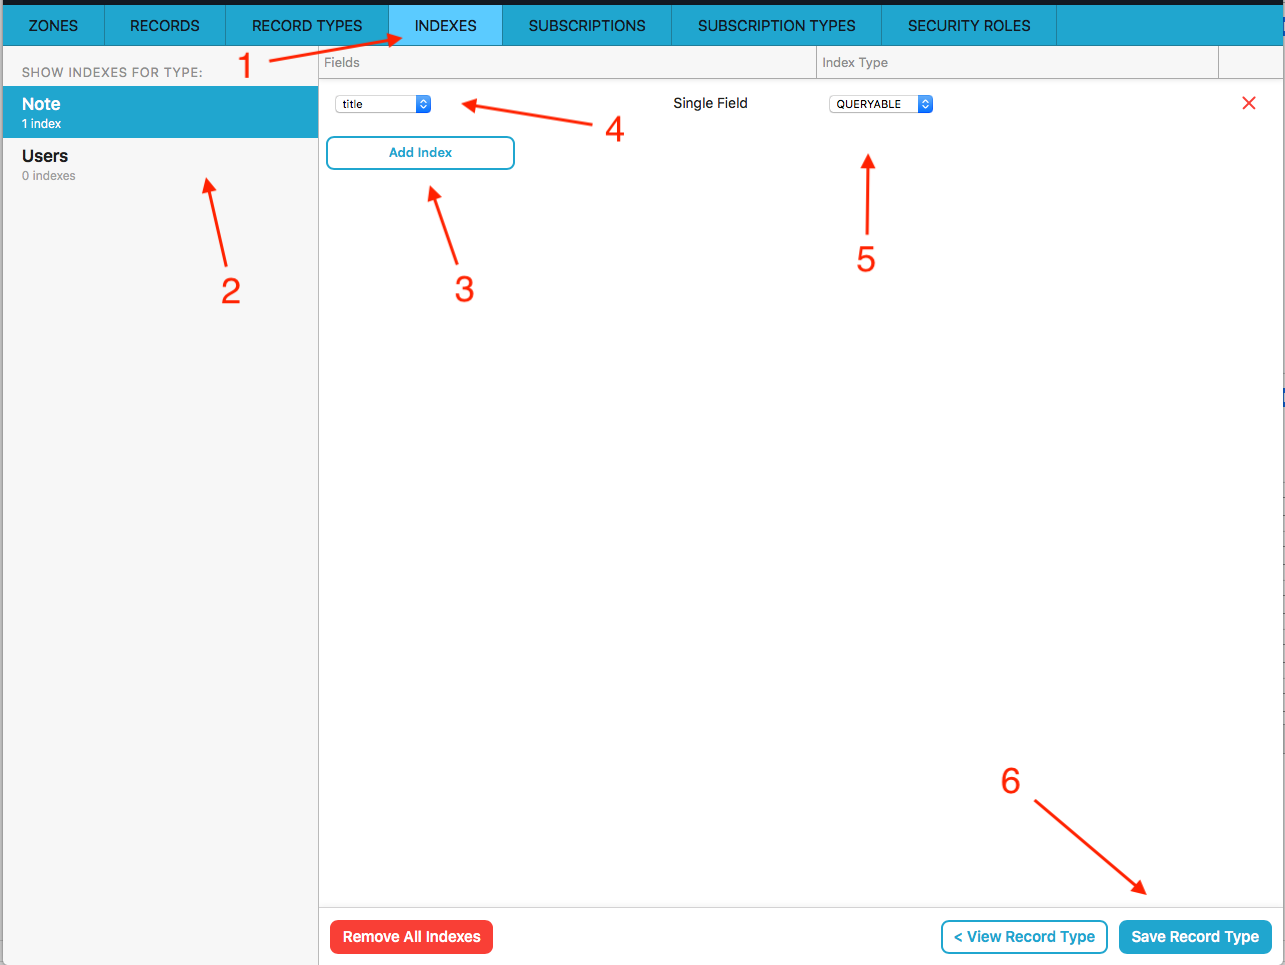 ZONES RECORDS RECORD TYPES INDEXES SUBSCRIPTIONS SUBSCRIPTION TYPES SECURITY ROLES
SHOW INDEXES FOR TYPE: 1 Fields Index Type
Note
1 index
title Single Field QUERYABLE
4
Add Index
Users
0 indexes
5
2
3
6
Remove All Indexes < View Record Type Save Record Type